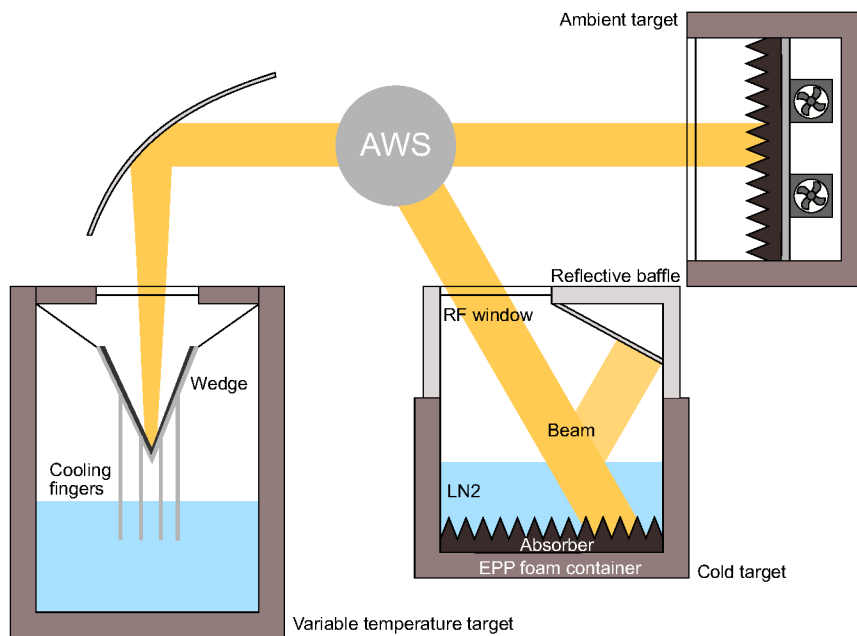 Ambient target
AWS
Reflective baffle
RF window
Wedge
Beam
Cooling
fingers
LN2
Absorber
EPP foam container
Cold target
Variable temperature target